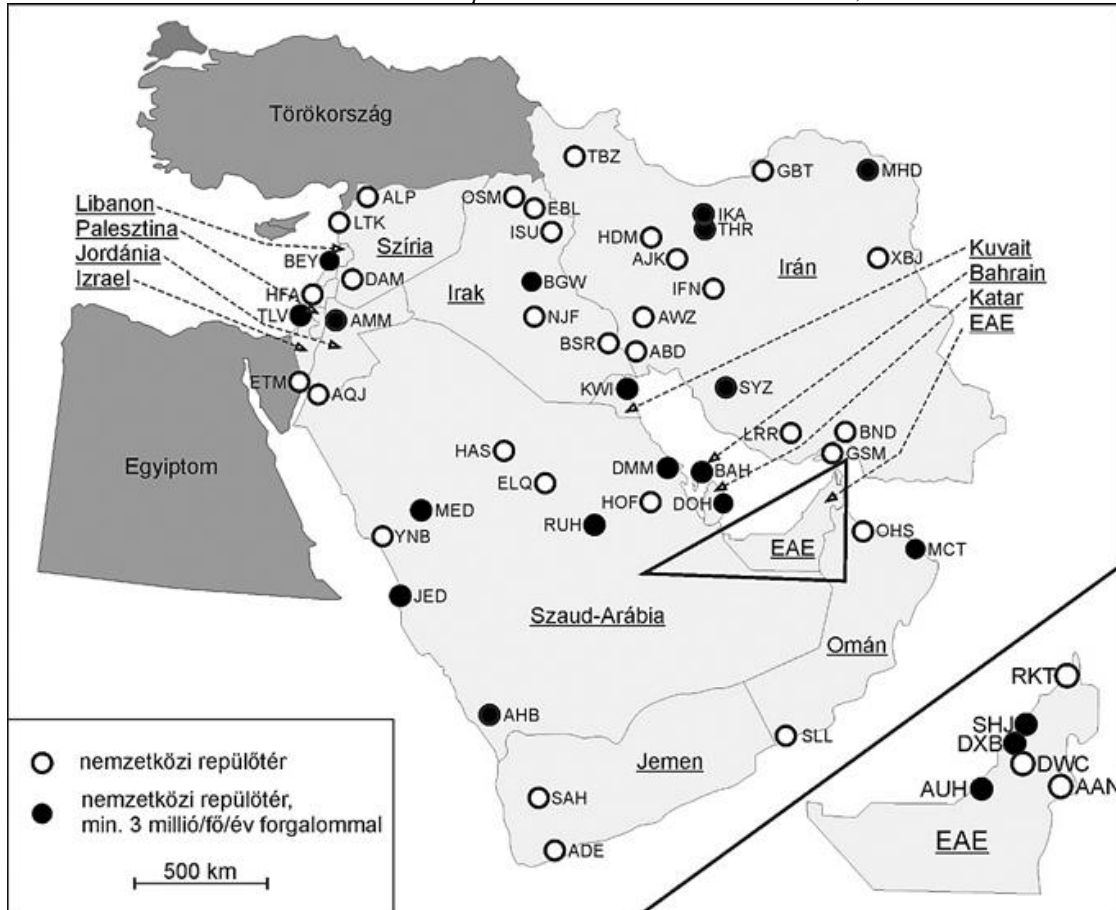 Törökország
TBZ
GBT
MHD
ALP
OSM
EBL
IKA
THR
Libanon
LTK
ISU
HDM
Palesztina
Szíria
Kuvait
Jordánia
BEY
AJK
Irán
XBJ
Bahrain
Izrael
DAM
Irak
BGW
IFN
Katar
HFA
TLV
AMM
NJF
AWZ
EAE
BSR
ABD
ETM
AQJ
KWI
SYZ
LRR
BND
Egyiptom
HAS
GSM
DMM
BAH
ELQ
HOF
DOH
MED
RUH
YNB
EAE
OHS
MCT
JED
Szaud-Arábia
Omán
RKT
AHB
SLL
SHJ
DXB
nemzetközi repülőtér
Jemen
DWC
AUH
AAN
SAH
nemzetközi repülőtér,
min. 3 millió/fő/év forgalommal
EAE
ADE
500 km